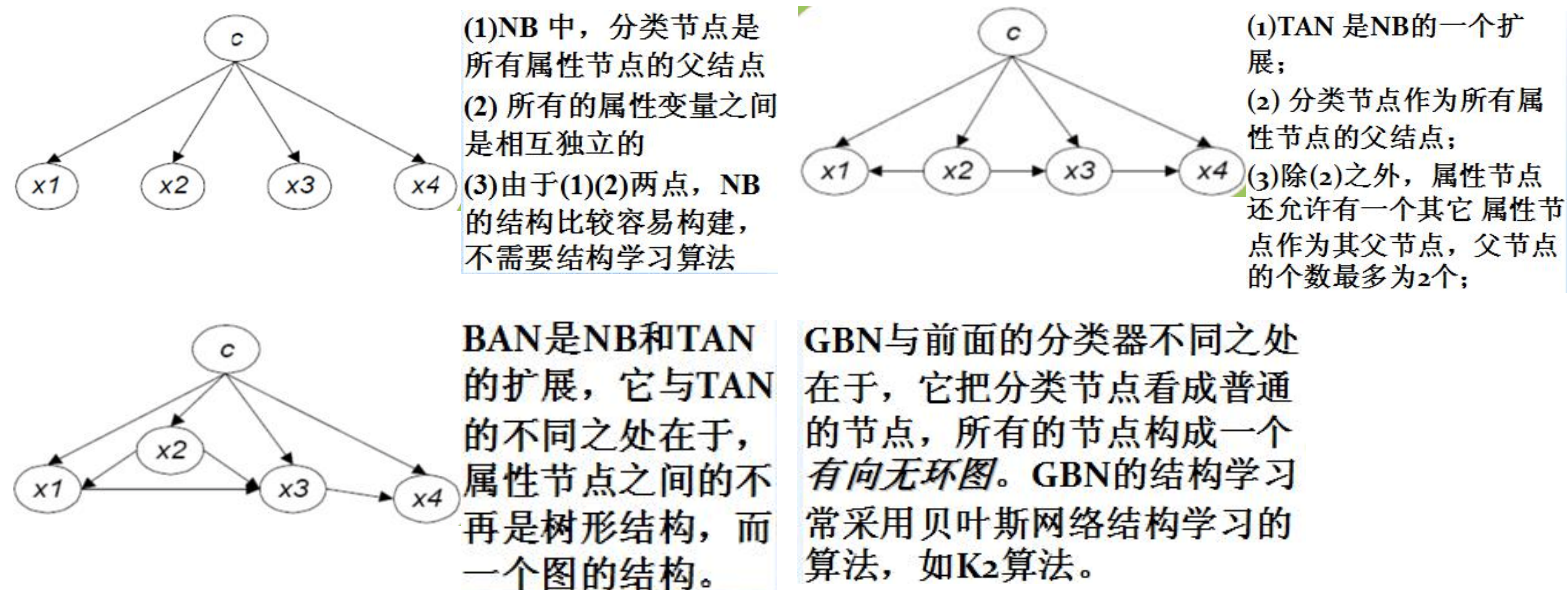 c
x1
x2
x3
x4
(1)NB 中，分类节点是
所有属性节点的父结点
(2) 所有的属性变量之间
是相互独立的
(3)由于(1)(2)两点，NB
的结构比较容易构建，
不需要结构学习算法
c
x1
x2
x3
x4
(1)TAN 是NB的一个扩
展；
(2) 分类节点作为所有属
性节点的父结点；
(3)除(2)之外，属性节点
还允许有一个其它 属性节
点作为其父节点，父节点
的个数最多为2个；
c
x2
x1
x3
x4
BAN是NB和TAN
的扩展，它与TAN
的不同之处在于，
属性节点之间的不
再是树形结构，而
一个图的结构。
GBN与前面的分类器不同之处
在于，它把分类节点看成普通
的节点，所有的节点构成一个
有向无环图。GBN的结构学习
常采用贝叶斯网络结构学习的
算法，如K2算法。